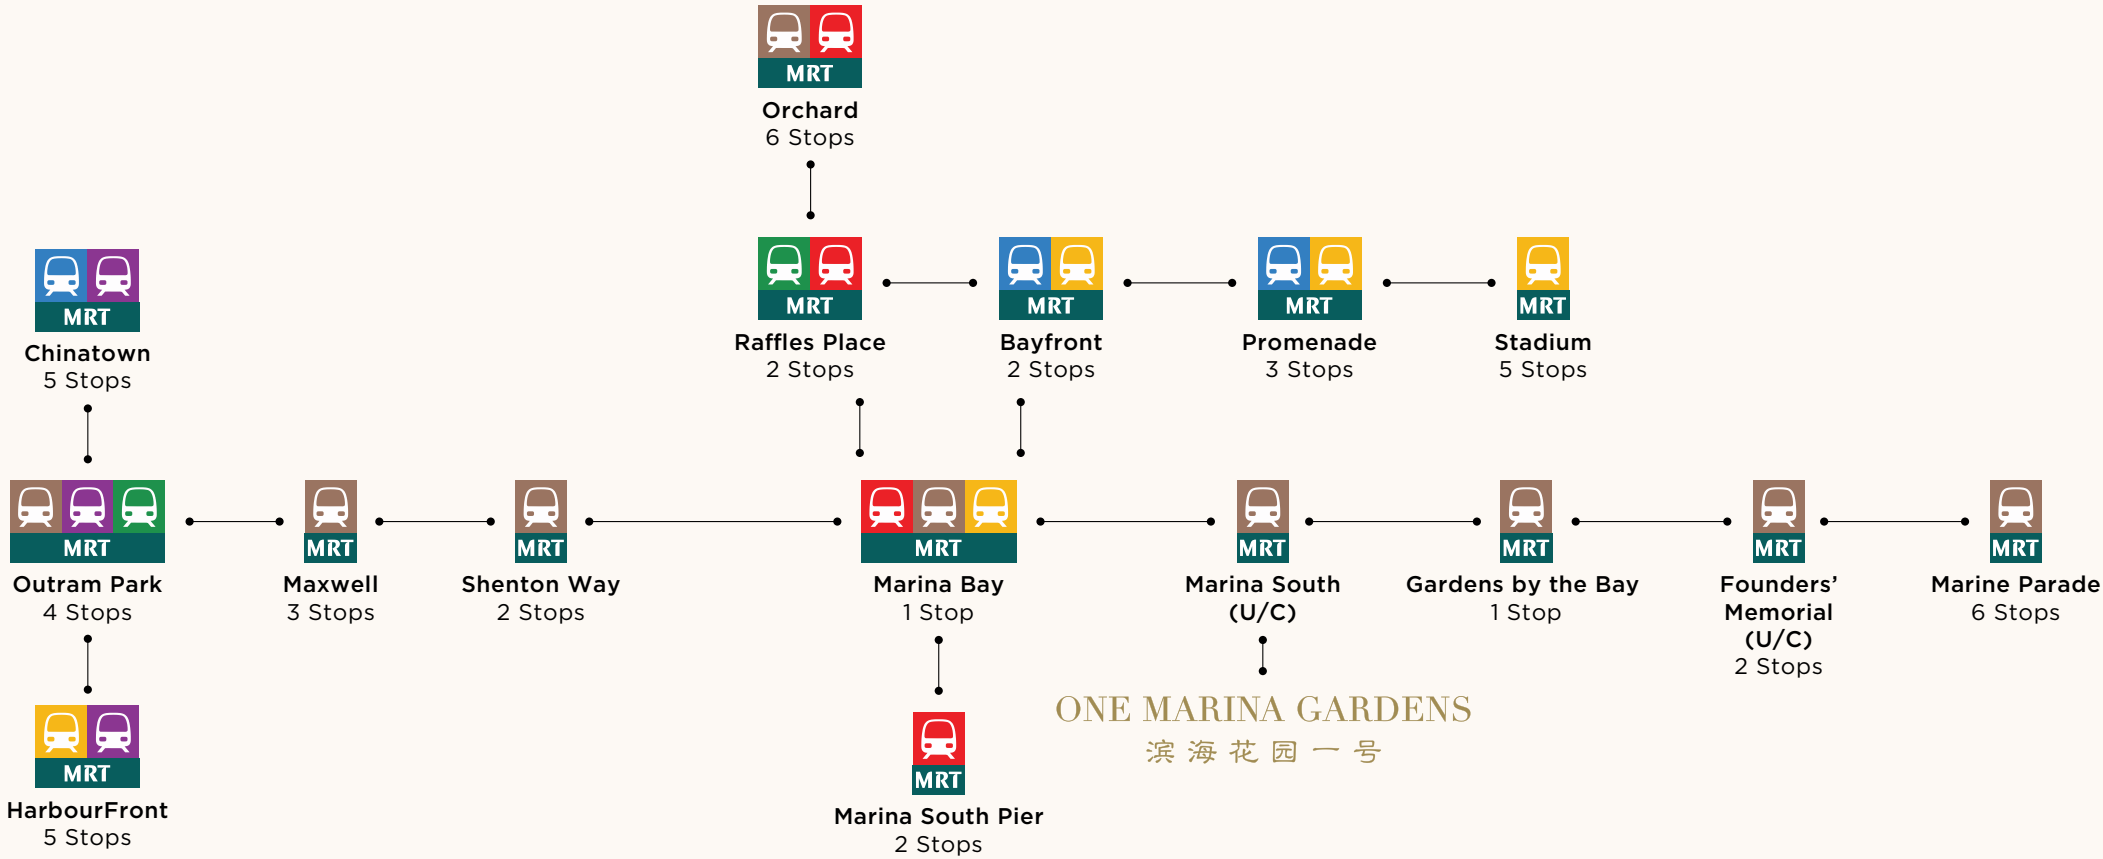 MRT
Orchard
6 Stops
MRT
Chinatown
5 Stops
MRT
Raffles Place
2 Stops
MRT
Bayfront
2 Stops
MRT
Promenade
3 Stops
MRT
Stadium
5 Stops
MRT
Outram Park
4 Stops
MRT
Maxwell
3 Stops
MRT
Shenton Way
2 Stops
MRT
Marina Bay
1 Stop
MRT
Marina South
(U/C)
MRT
Gardens by the Bay
1 Stop
MRT
Founders’
Memorial
(U/C)
2 Stops
MRT
Marine Parade
6 Stops
MRT
HarbourFront
5 Stops
MRT
Marina South Pier
2 Stops
ONE MARINA GARDENS
滨海花园一号